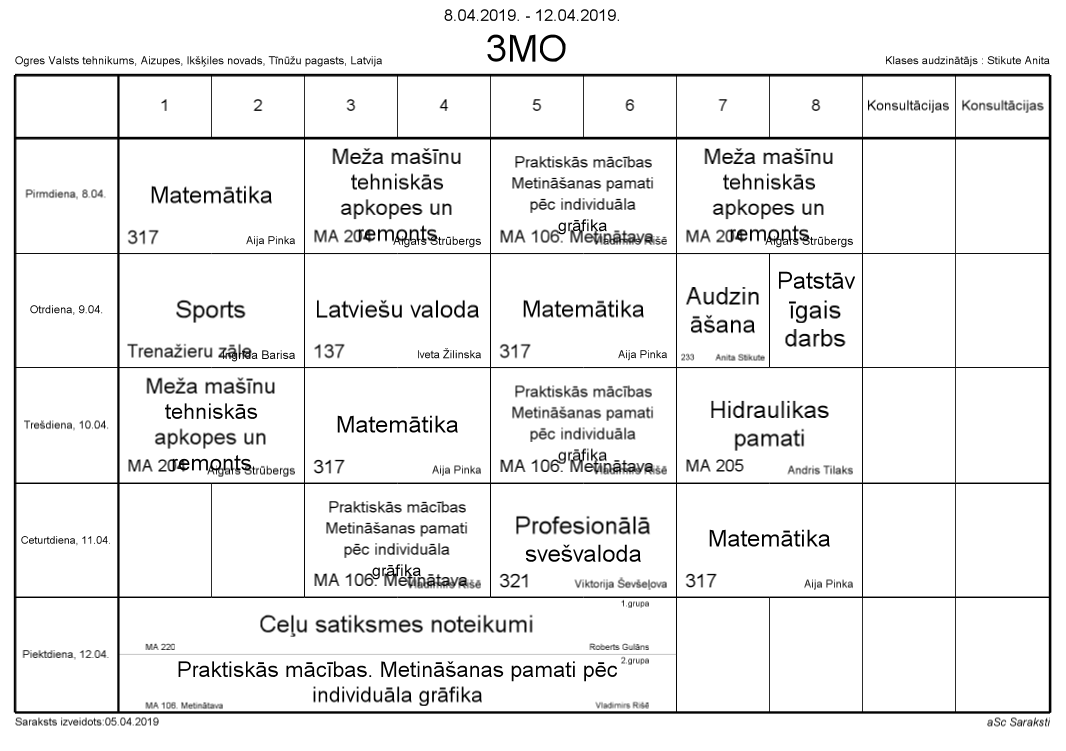 8.04.2019. - 12.04.2019.
3MO
Ogres Valsts tehnikums, Aizupes, Ikšķiles novads, Tīnūžu pagasts, Latvija
Klases audzinātājs : Stikute Anita
1 2 3 4 5 6 7 8 Konsultācijas Konsultācijas
Pirmdiena, 8.04.
Matemātika
317 Aija Pinka
Meža mašīnu
tehniskās
apkopes un
remonts
MA 204 Aigars Strūbergs
Praktiskās mācības
Metināšanas pamati
pēc individuāla
grāfika
MA 106. Metinātava Vladimirs Rišē
Meža mašīnu
tehniskās
apkopes un
remonts
MA 204 Aigars Strūbergs
Otrdiena, 9.04.
Sports
Trenažieru zāle Ingrīda Barisa
Latviešu valoda
137 Iveta Žilinska
Matemātika
317 Aija Pinka
Audzin
āšana
233 Anita Stikute
Patstāv
īgais
darbs
Trešdiena, 10.04.
Meža mašīnu
tehniskās
apkopes un
remonts
MA 204 Aigars Strūbergs
Matemātika
317 Aija Pinka
Praktiskās mācības
Metināšanas pamati
pēc individuāla
grāfika
MA 106. Metinātava Vladimirs Rišē
Hidraulikas
pamati
MA 205 Andris Tilaks
Ceturtdiena, 11.04.
Praktiskās mācības
Metināšanas pamati
pēc individuāla
grāfika
MA 106. Metinātava Vladimirs Rišē
Profesionālā
svešvaloda
321 Viktorija Ševšeļova
Matemātika
317 Aija Pinka
Piektdiena, 12.04.
1.grupa
Ceļu satiksmes noteikumi
MA 220 Roberts Gulāns
2.grupa
Praktiskās mācības. Metināšanas pamati pēc
individuāla grāfika
MA 106. Metinātava Vladimirs Rišē
Saraksts izveidots:05.04.2019
aSc Saraksti